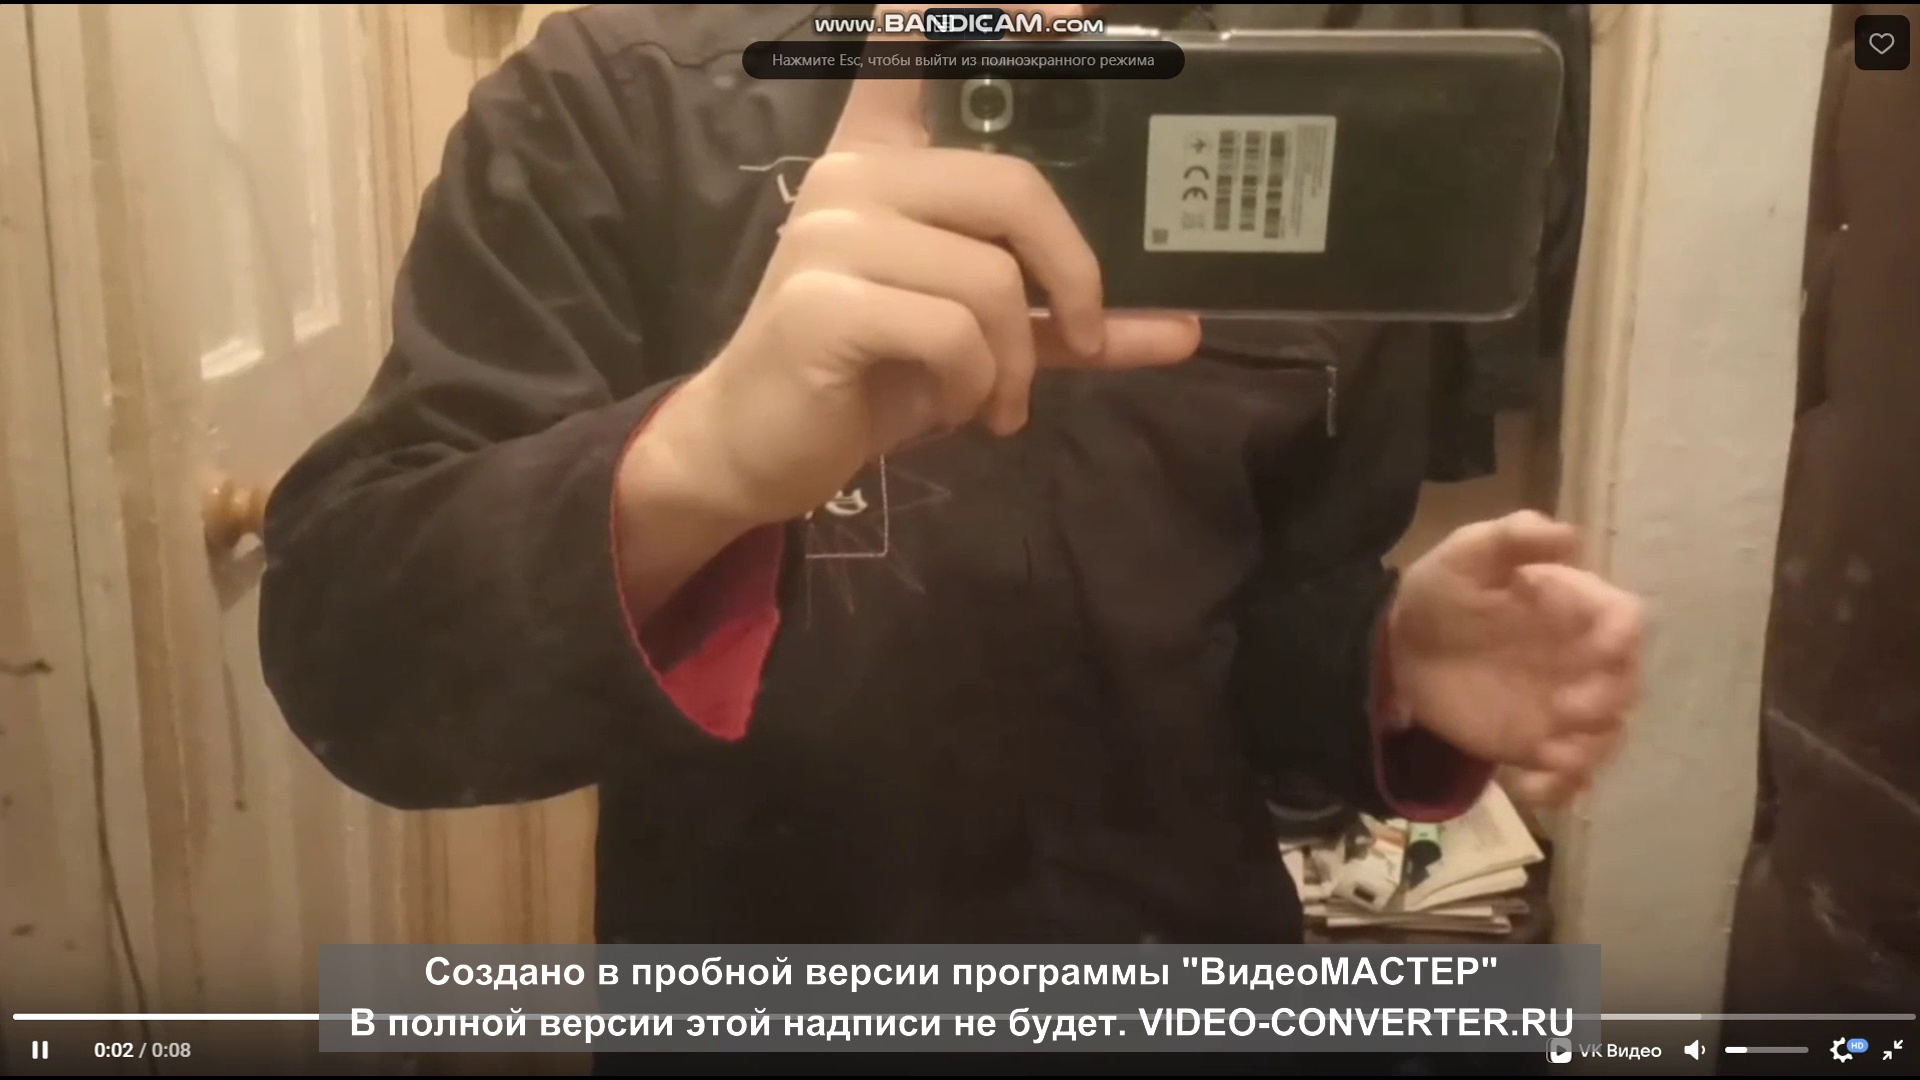 www.BANDICAM.com
Нажмите Esc, чтобы выйти из полноэкранного режима
CE
Создано в пробной версии программы "ВидеоМАСТЕР"
В полной версии этой надписи не будет. VIDEO-CONVERTER.RU
0:02 / 0:08
VK Видео
HD